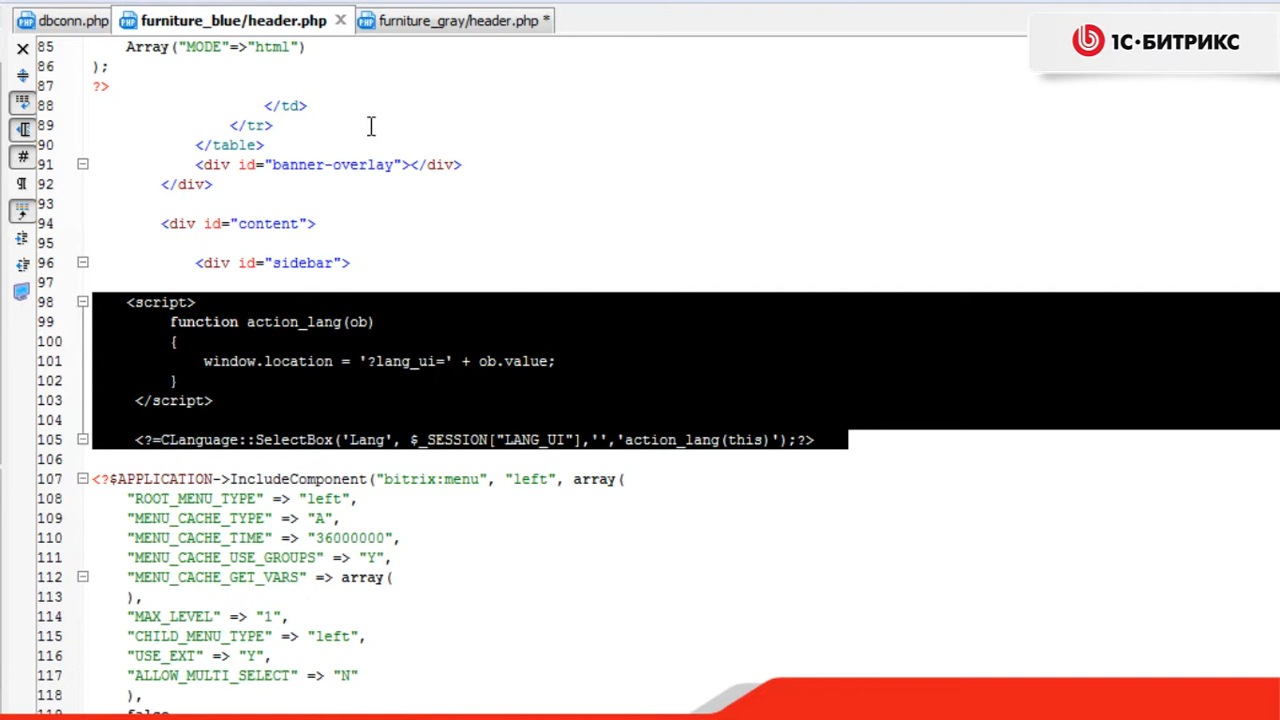 dbconn.php
furniture_blue/header.php
furniture_gray/header.php *
1С·БИТРИКС
85 Array("MODE"=>"html")
86 );
87 ?>
88 </td>
89 </tr>
90 </table>
91 <div id="banner-overlay"></div>
92 </div>
93
94 <div id="content">
95
96 <div id="sidebar">
97
98 <script>
99 function action_lang(ob)
100 {
101 window.location = '?lang_ui=' + ob.value;
102 }
103 </script>
104
105 <?=CLanguage::SelectBox('Lang', $_SESSION["LANG_UI"],'','action_lang(this)');?>
106
107 <?$APPLICATION->IncludeComponent("bitrix:menu", "left", array(
108 "ROOT_MENU_TYPE" => "left",
109 "MENU_CACHE_TYPE" => "A",
110 "MENU_CACHE_TIME" => "36000000",
111 "MENU_CACHE_USE_GROUPS" => "Y",
112 "MENU_CACHE_GET_VARS" => array(
113 ),
114 "MAX_LEVEL" => "1",
115 "CHILD_MENU_TYPE" => "left",
116 "USE_EXT" => "Y",
117 "ALLOW_MULTI_SELECT" => "N"
118 ),
119 false